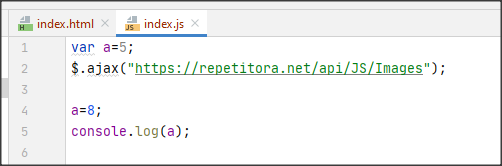 index.html index.js
1 var a=5;
2 $.ajax("https://repetitora.net/api/JS/Images");
3
4 a=8;
5 console.log(a);
6